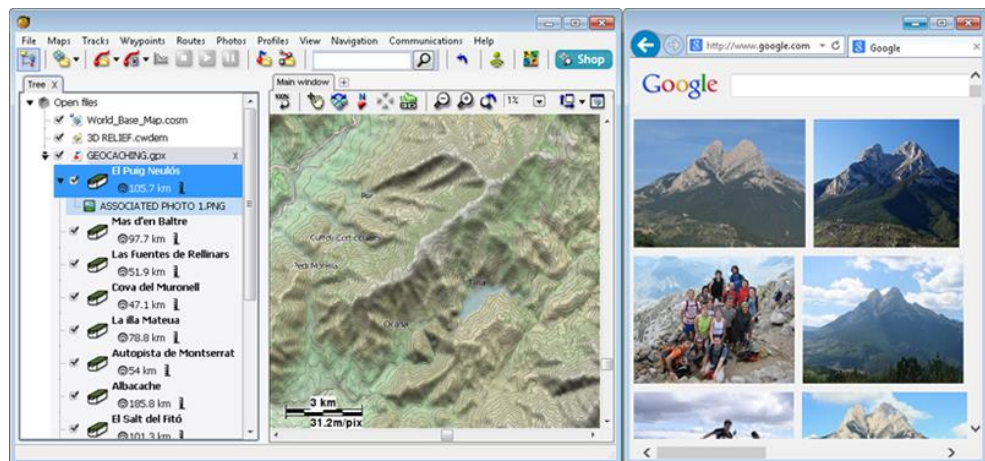 File Maps Tracks Waypoints Routes Photos Profiles View Navigation Communications Help
Shop
Tree X
Open files
World_Base_Map.cosm
3D RELIEF.cwdem
GEOCACHING.gpx x
El Puig Neulós
105.7 km
ASSOCIATED PHOTO 1.PNG
Mas d'en Baltre
97.7 km
Las Fuentes de Rellinars
51.9 km
Cova del Muronell
47.1 km
La illa Mateua
78.8 km
Autopista de Montserrat
54 km
Albacache
185.8 km
El Salt del Fitó
101.3 km
Main window
100%
1%
3 km
31.2m/pix
http://www.google.com
Google
Google